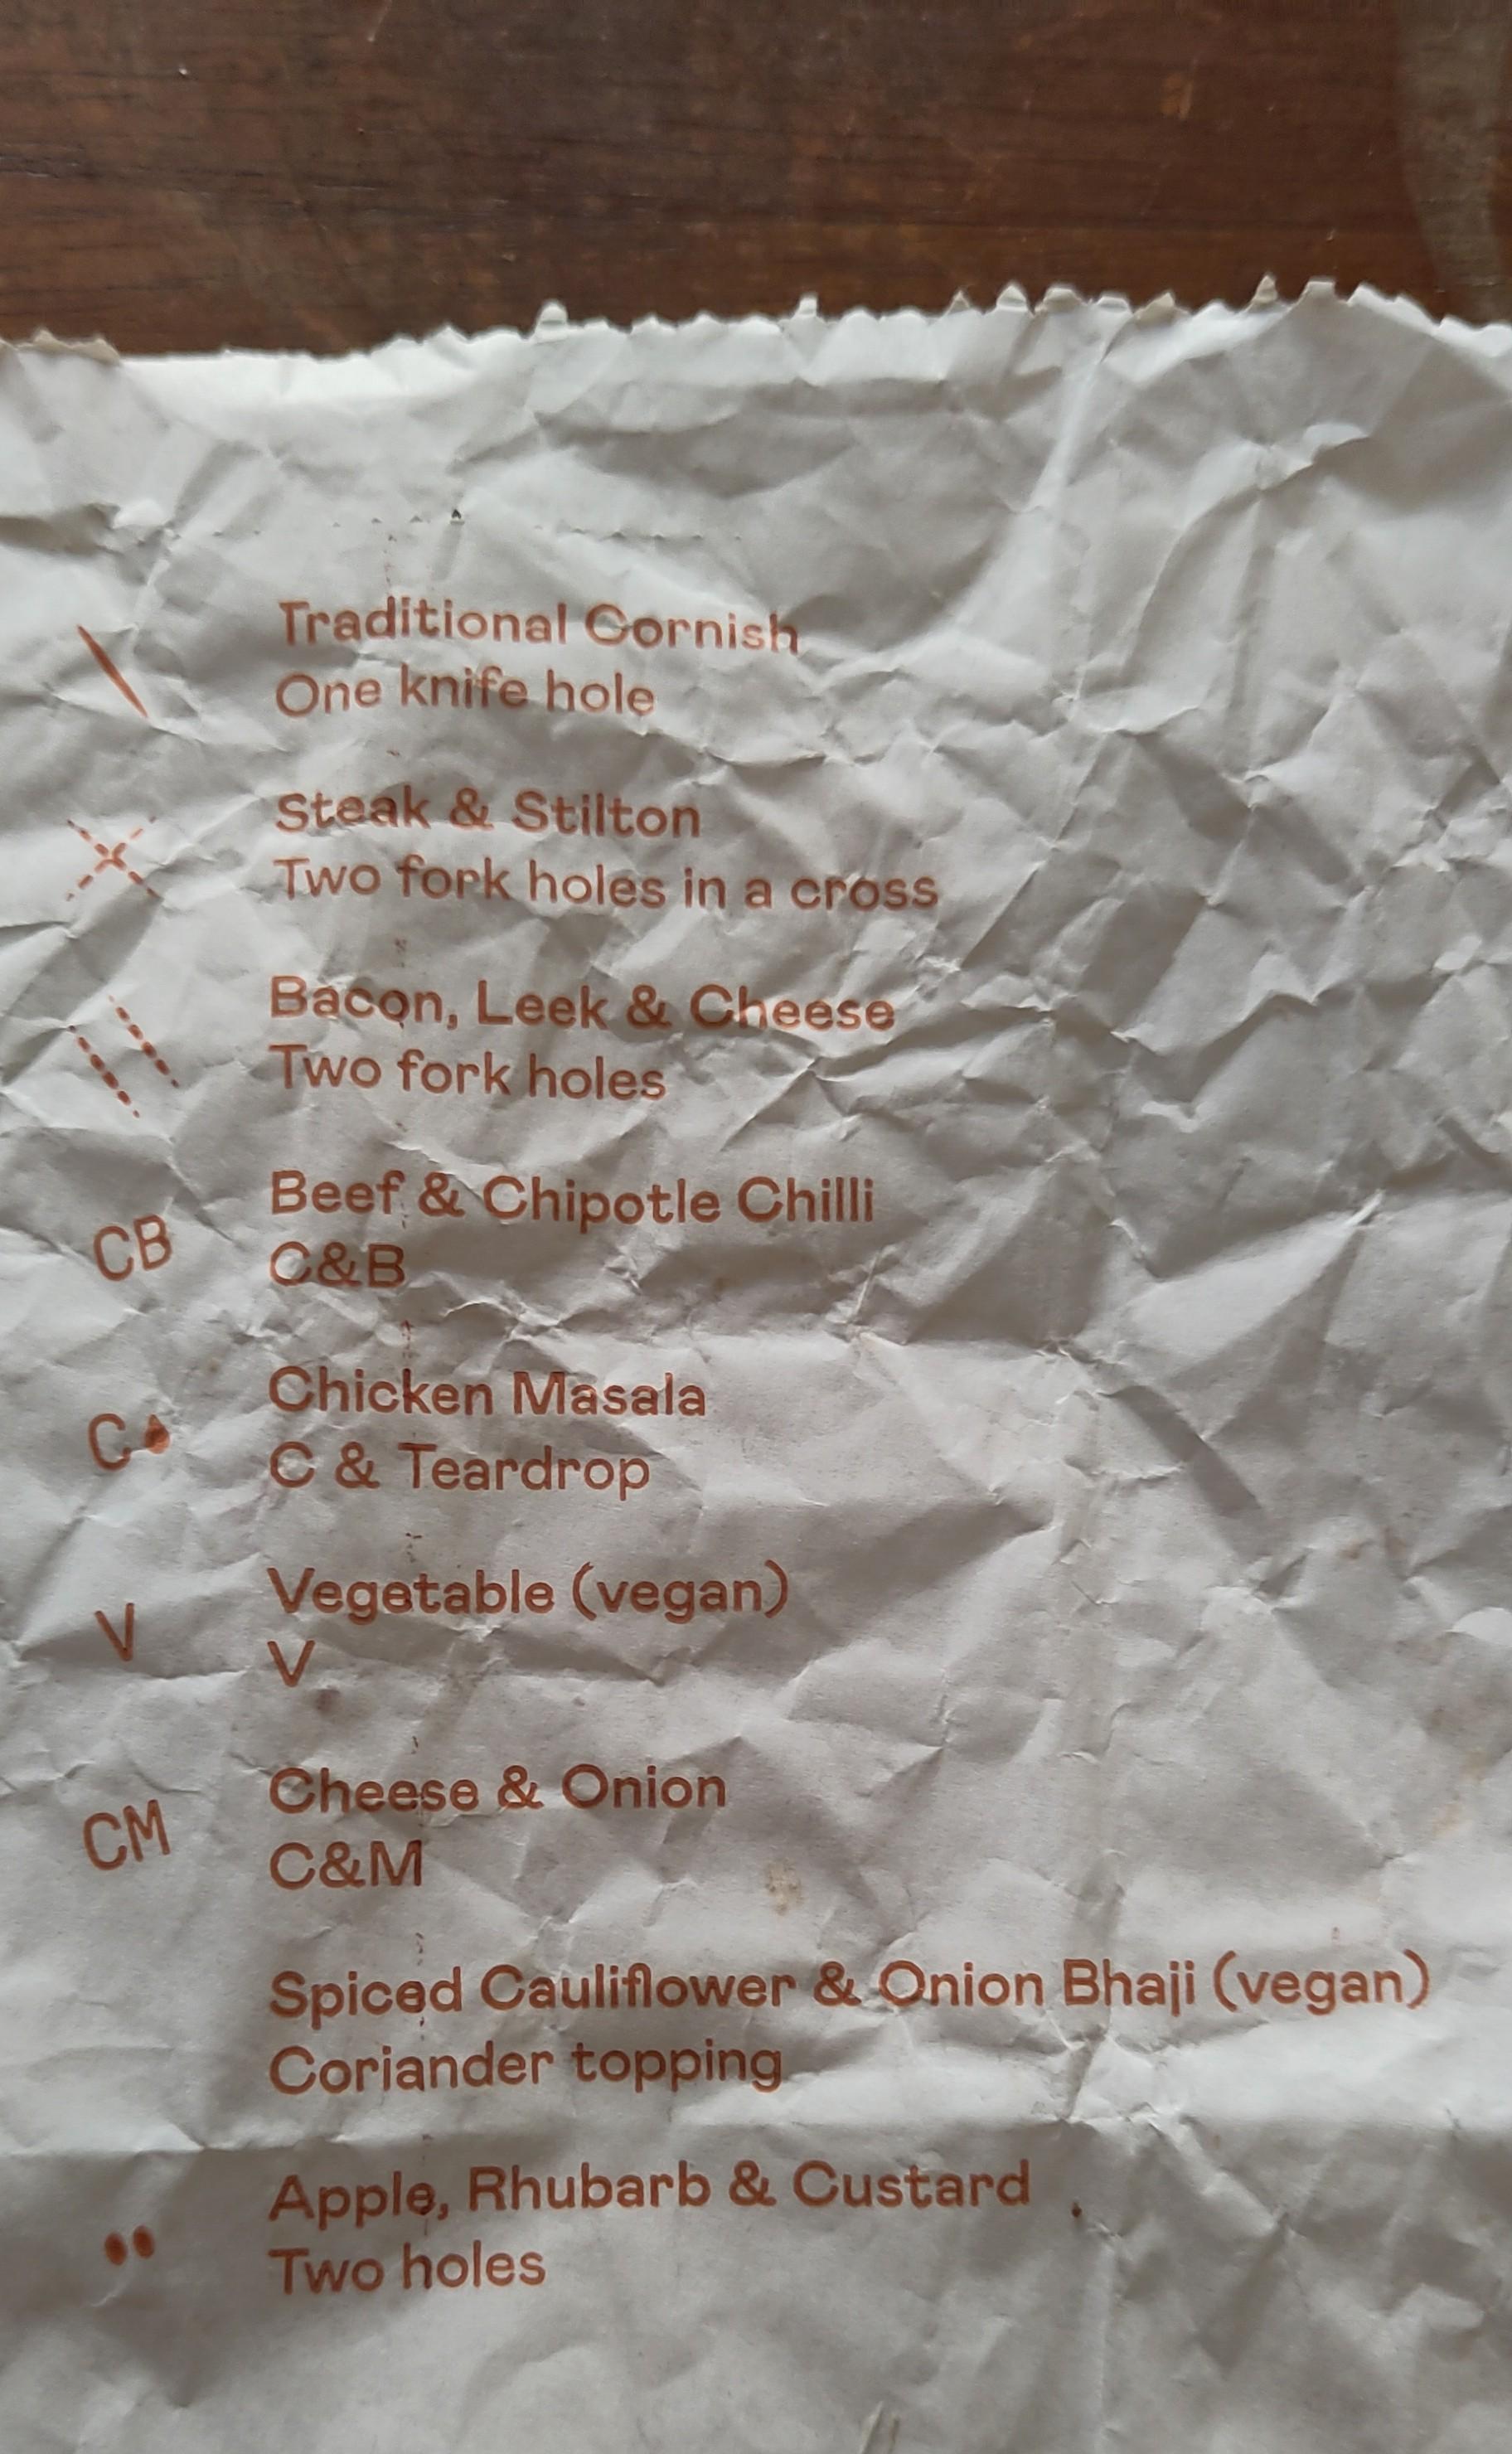 Traditional Cornish
One knife hole
Steak & Stilton
Two fork holes in a cross
Bacon, Leek & Cheese
Two fork holes
Beef & Chipotle Chilli
CB C&B
Chicken Masala
C C & Teardrop
Vegetable (vegan)
V V
Cheese & Onion
CM C&M
Spiced Cauliflower & Onion Bhaji (vegan)
Coriander topping
Apple, Rhubarb & Custard
Two holes